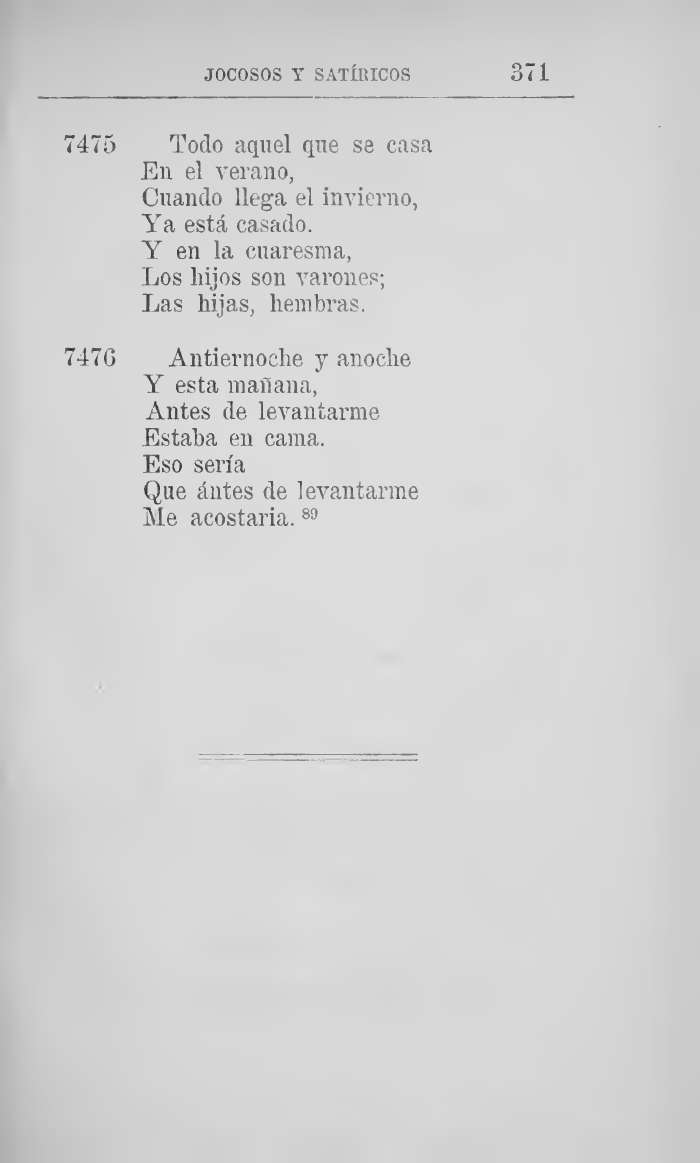 JOCOSOS Y SATÍRICOS 371
7475 Todo aquel que se casa
En el verano,
Cuando llega el invierno,
Ya está casado.
Y en la cuaresma,
Los hijos son varones;
Las hijas, hembras.
7476 Antiernoche y anoche
Y esta mañana,
Antes de levantarme
Estaba en cama.
Eso sería
Que ántes de levantarme
Me acostaria. 89